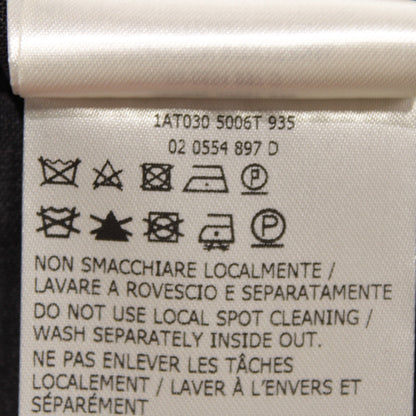 1AT030 5006T 935
02 0554 897 D
P
P
NON SMACCHIARE LOCALMENTE /
LAVARE A ROVESCIO E SEPARATAMENTE
DO NOT USE LOCAL SPOT CLEANING /
WASH SEPARATELY INSIDE OUT.
NE PAS ENLEVER LES TÂCHES
LOCALEMENT / LAVER À L'ENVERS ET
SÉPARÉMENT